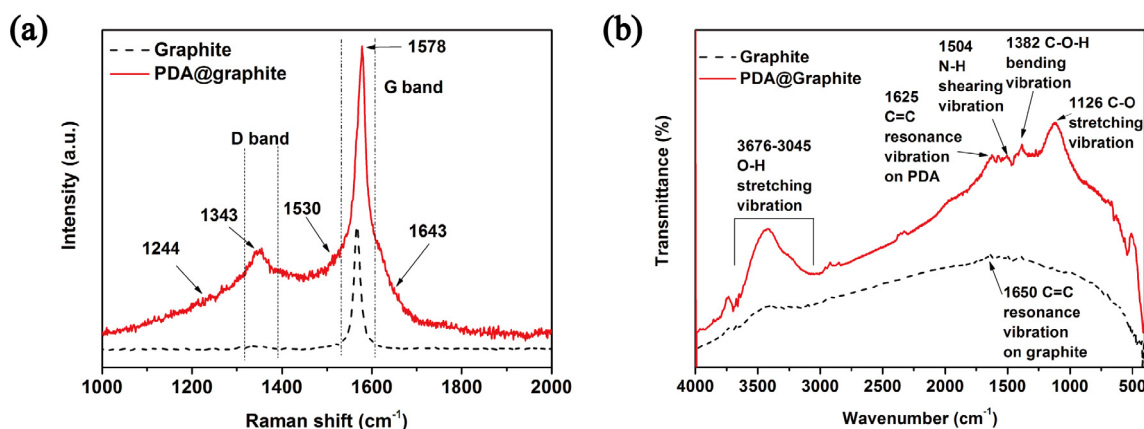 (a)
Graphite
PDA@graphite
D band
G band
1578
1343
1530
1244
1643
Intensity (a.u.)
1000
1200
1400
1600
1800
2000
Raman shift (cm-1)
(b)
Graphite
PDA@Graphite
1504
N-H
shearing
vibration
1382 C-O-H
bending
vibration
1126 C-O
stretching
vibration
1625
C=C
resonance
vibration
on PDA
3676-3045
O-H
stretching
vibration
1650 C=C
resonance
vibration
on graphite
Transmittance (%)
4000
3500
3000
2500
2000
1500
1000
500
Wavenumber (cm-1)